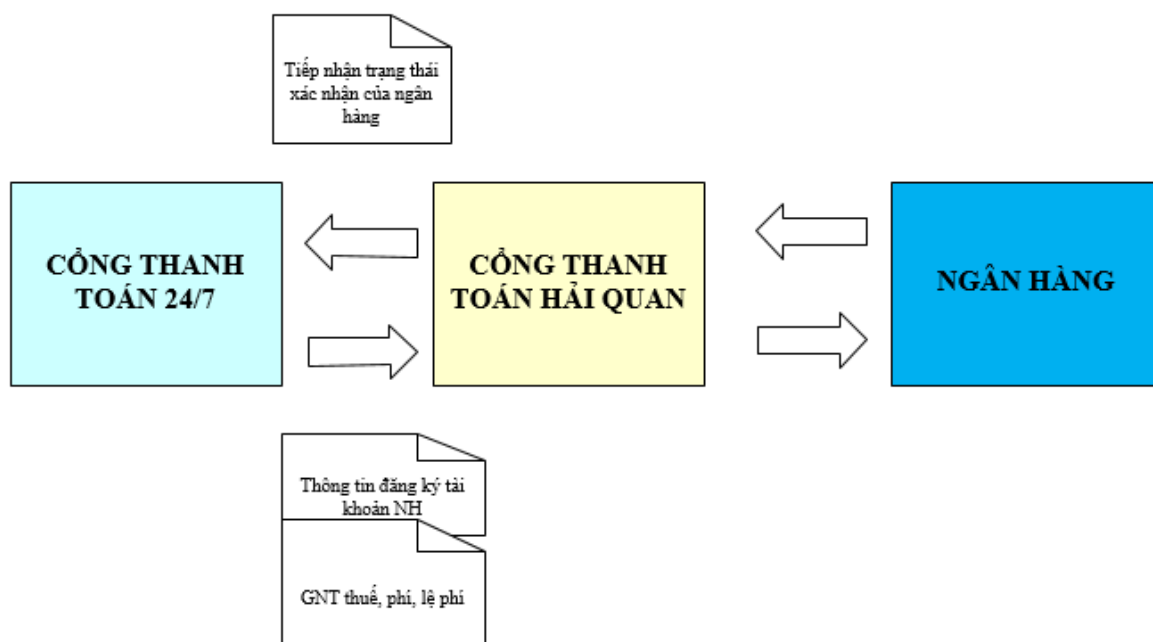 Tiếp nhận trạng thái
xác nhận của ngân
hàng
CỔNG THANH
TOÁN 24/7
CỔNG THANH
TOÁN HẢI QUAN
NGÂN HÀNG
Thông tin đăng ký tài
khoản NH
GNT thuế, phí, lệ phí